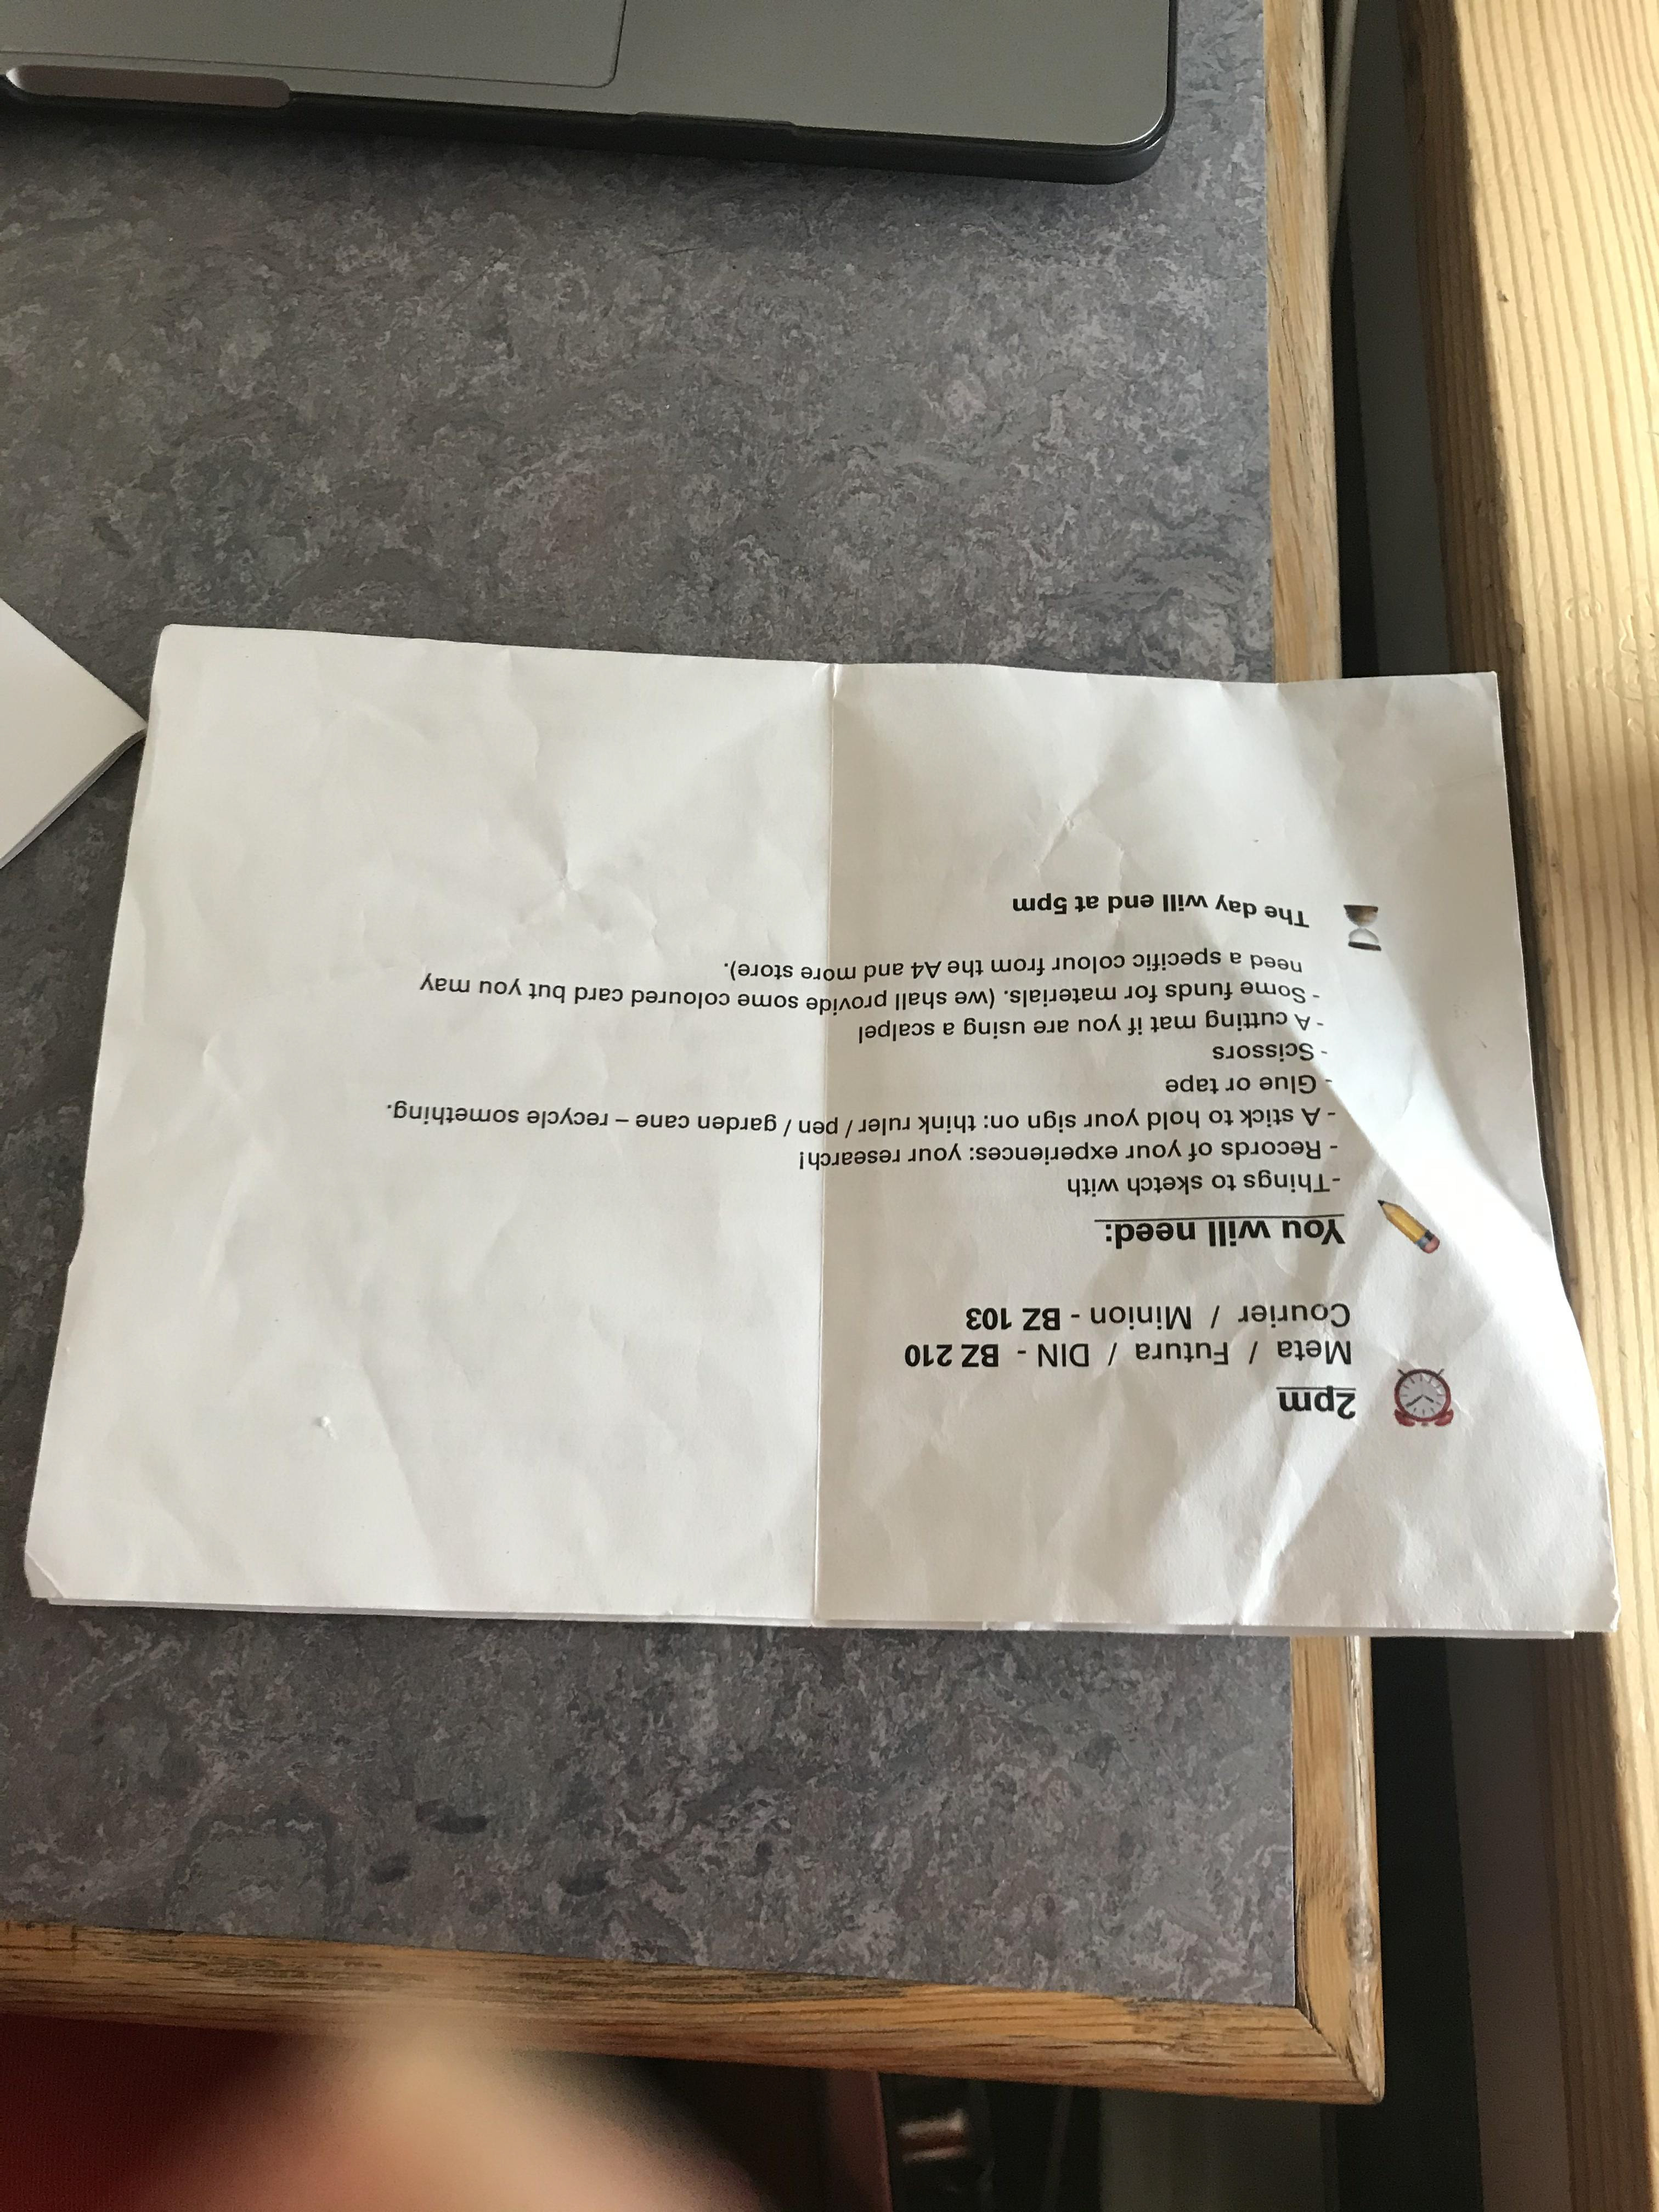 2pm
Meta / Futura / DIN - BZ 210
Courier / Minion - BZ 103
You will need:
-Things to sketch with
- Records of your experiences: your research!
- A stick to hold your sign on: think ruler / pen / garden cane – recycle something.
- Glue or tape
- Scissors
- A cutting mat if you are using a scalpel
- Some funds for materials. (we shall provide some coloured card but you may
need a specific colour from the A4 and more store).
The day will end at 5pm